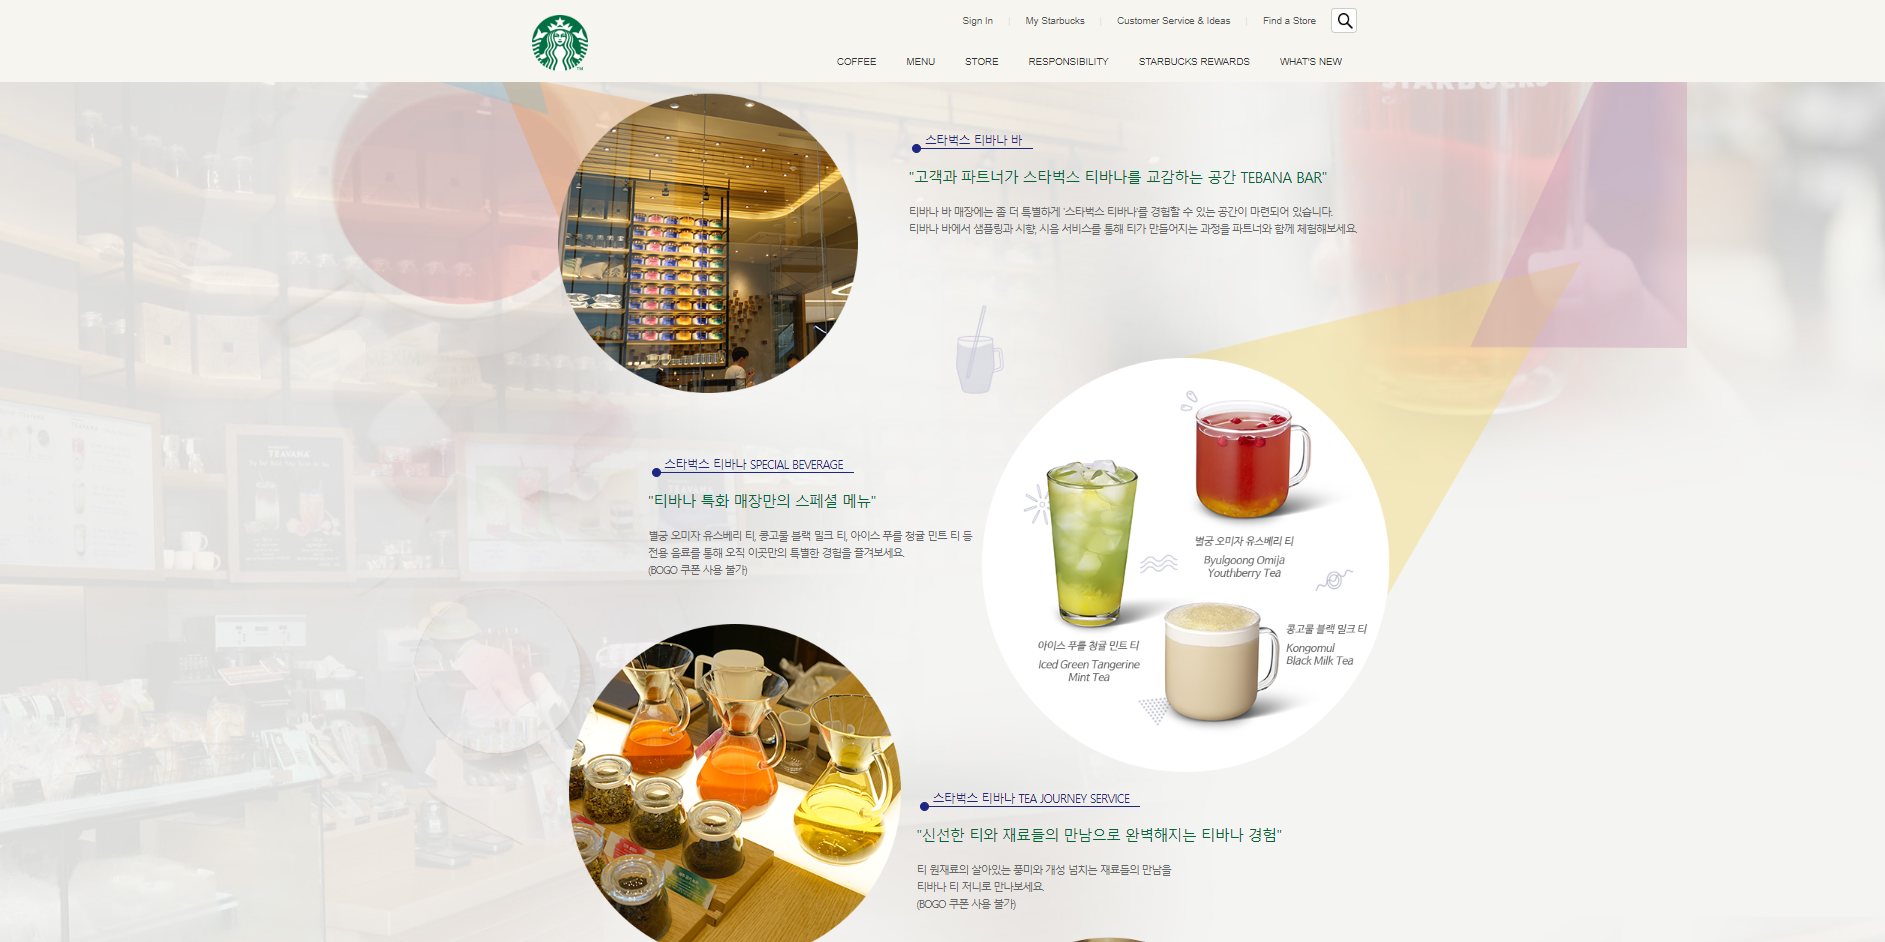 Sign In
My Starbucks
Customer Service & Ideas
Find a Store
COFFEE
MENU
STORE
RESPONSIBILITY
STARBUCKS REWARDS
WHAT'S NEW
스타벅스 티바나 바
"고객과 파트너가 스타벅스 티바나를 교감하는 공간 TEBANA BAR"
티바나 바 매장에는 좀 더 특별하게 '스타벅스 티바나'를 경험할 수 있는 공간이 마련되어 있습니다.
티바나 바에서 샘플링과 시향, 시음 서비스를 통해 티가 만들어지는 과정을 파트너와 함께 체험해보세요.
스타벅스 티바나 SPECIAL BEVERAGE
"티바나 특화 매장만의 스페셜 메뉴"
별궁 오미자 유스베리 티, 콩고물 블랙 밀크 티, 아이스 푸를 청귤 민트 티 등
전용 음료를 통해 오직 이곳만의 특별한 경험을 즐겨보세요.
(BOGO 쿠폰 사용 불가)
별궁 오미자 유스베리 티
Byulgoong Omija
Youthberry Tea
아이스 푸를 청귤 민트 티
Iced Green Tangerine
Mint Tea
콩고물 블랙 밀크 티
Kongomul
Black Milk Tea
스타벅스 티바나 TEA JOURNEY SERVICE
"신선한 티와 재료들의 만남으로 완벽해지는 티바나 경험"
티 원재료의 살아있는 풍미와 개성 넘치는 재료들의 만남을
티바나 티 저니로 만나보세요.
(BOGO 쿠폰 사용 불가)
STARBUCKS
TEAVANA